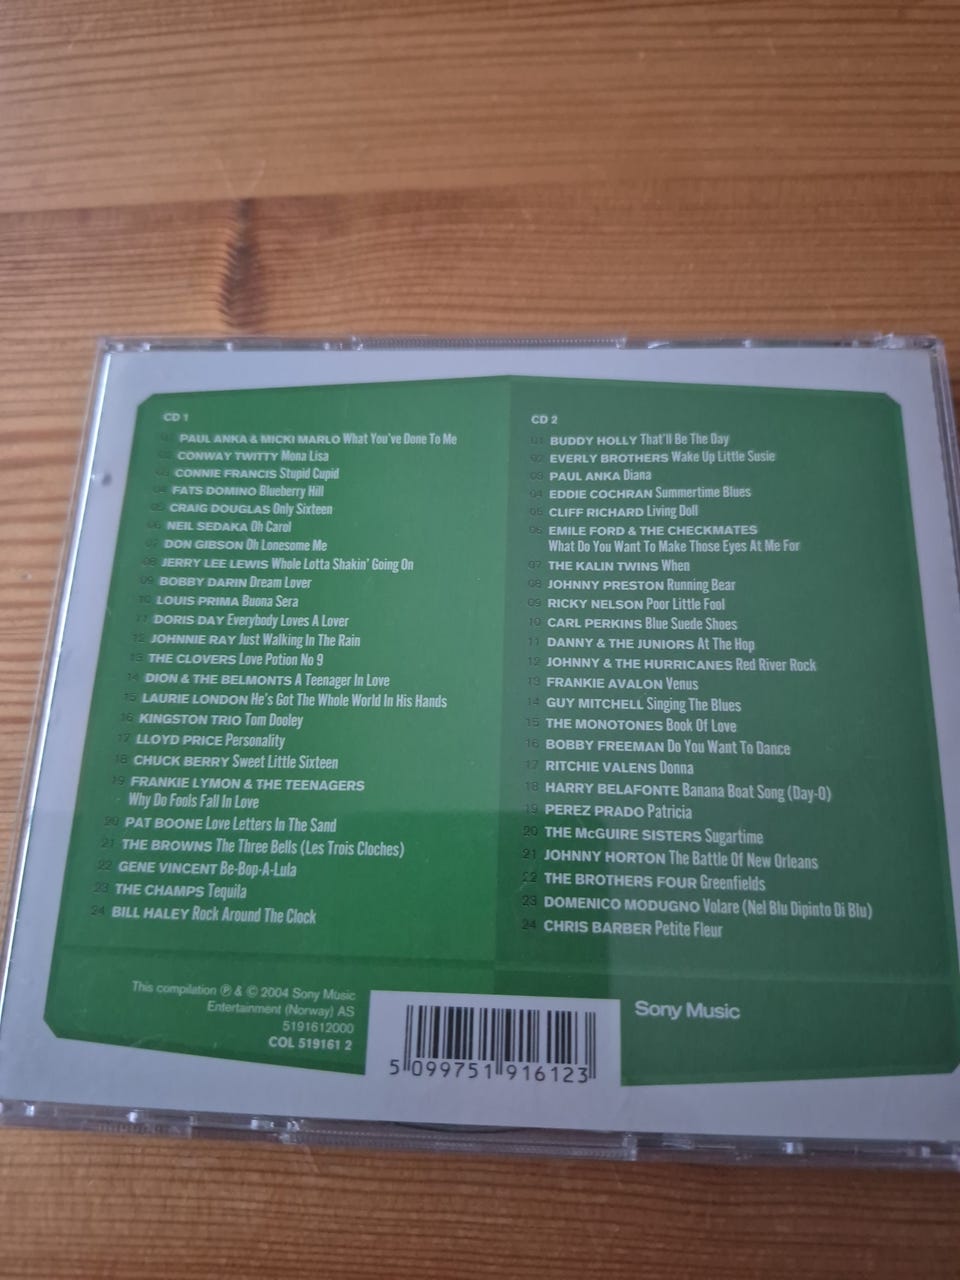 CD 1
01 PAUL ANKA & MICKI MARLO What You've Done To Me
02 CONWAY TWITTY Mona Lisa
03 CONNIE FRANCIS Stupid Cupid
04 FATS DOMINO Blueberry Hill
05 CRAIG DOUGLAS Only Sixteen
06 NEIL SEDAKA Oh Carol
07 DON GIBSON Oh Lonesome Me
08 JERRY LEE LEWIS Whole Lotta Shakin' Going On
09 BOBBY DARIN Dream Lover
10 LOUIS PRIMA Buona Sera
11 DORIS DAY Everybody Loves A Lover
12 JOHNNIE RAY Just Walking In The Rain
13 THE CLOVERS Love Potion No 9
14 DION & THE BELMONTS A Teenager In Love
15 LAURIE LONDON He's Got The Whole World In His Hands
16 KINGSTON TRIO Tom Dooley
17 LLOYD PRICE Personality
18 CHUCK BERRY Sweet Little Sixteen
19 FRANKIE LYMON & THE TEENAGERS
Why Do Fools Fall In Love
20 PAT BOONE Love Letters In The Sand
21 THE BROWNS The Three Bells (Les Trois Cloches)
22 GENE VINCENT Be-Bop-A-Lula
23 THE CHAMPS Tequila
24 BILL HALEY Rock Around The Clock
CD 2
01 BUDDY HOLLY That'll Be The Day
02 EVERLY BROTHERS Wake Up Little Susie
03 PAUL ANKA Diana
04 EDDIE COCHRAN Summertime Blues
05 CLIFF RICHARD Living Doll
06 EMILE FORD & THE CHECKMATES
What Do You Want To Make Those Eyes At Me For
07 THE KALIN TWINS When
08 JOHNNY PRESTON Running Bear
09 RICKY NELSON Poor Little Fool
10 CARL PERKINS Blue Suede Shoes
11 DANNY & THE JUNIORS At The Hop
12 JOHNNY & THE HURRICANES Red River Rock
13 FRANKIE AVALON Venus
14 GUY MITCHELL Singing The Blues
15 THE MONOTONES Book Of Love
16 BOBBY FREEMAN Do You Want To Dance
17 RITCHIE VALENS Donna
18 HARRY BELAFONTE Banana Boat Song (Day-O)
19 PEREZ PRADO Patricia
20 THE McGUIRE SISTERS Sugartime
21 JOHNNY HORTON The Battle Of New Orleans
22 THE BROTHERS FOUR Greenfields
23 DOMENICO MODUGNO Volare (Nel Blu Dipinto Di Blu)
24 CHRIS BARBER Petite Fleur
This compilation ℗ & © 2004 Sony Music
Entertainment (Norway) AS
5191612000
COL 519161 2
5 099751 916123
Sony Music